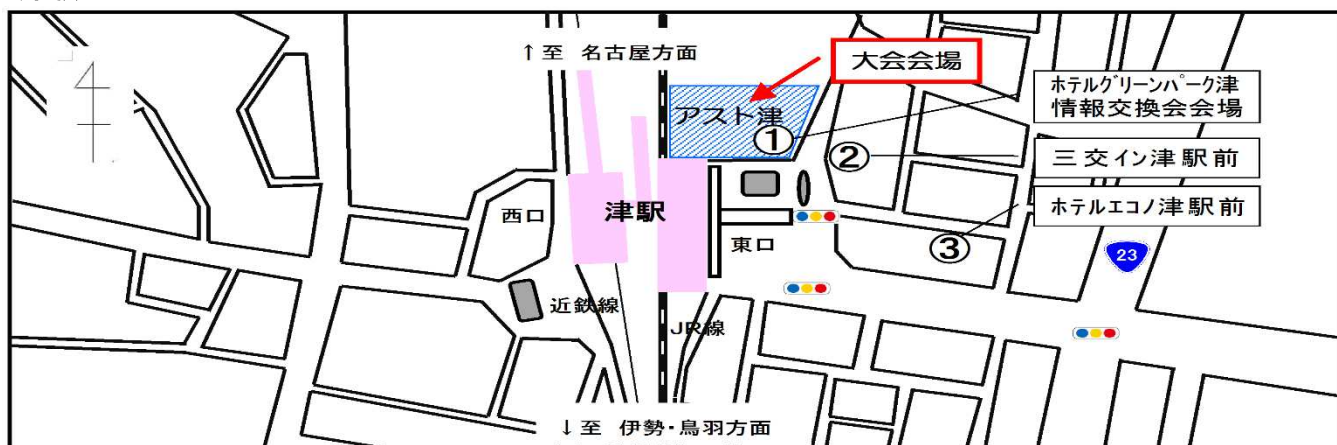 ↑至 名古屋方面
大会会場
アスト津
①
ホテルグリーンパーク津
情報交換会会場
②
三交イン津駅前
西口
津駅
ホテルエコノ津駅前
東口
③
23
近鉄線
JR線
↓至 伊勢・鳥羽方面